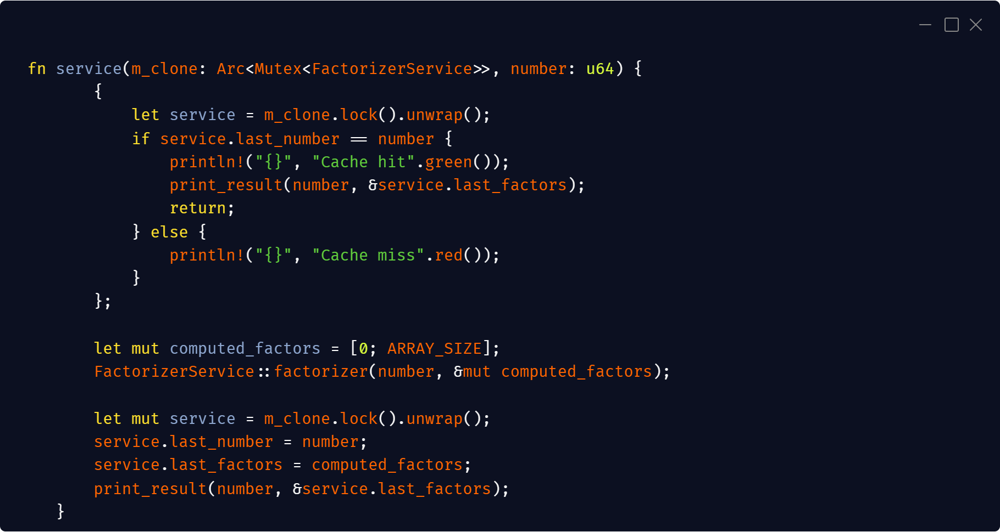 fn service(m_clone: Arc<Mutex<FactorizerService>>, number: u64) {
{
let service = m_clone.lock().unwrap();
if service.last_number == number {
println!("{}", "Cache hit".green());
print_result(number, &service.last_factors);
return;
} else {
println!("{}", "Cache miss".red());
}
};
let mut computed_factors = [0; ARRAY_SIZE];
FactorizerService::factorizer(number, &mut computed_factors);
let mut service = m_clone.lock().unwrap();
service.last_number = number;
service.last_factors = computed_factors;
print_result(number, &service.last_factors);
}